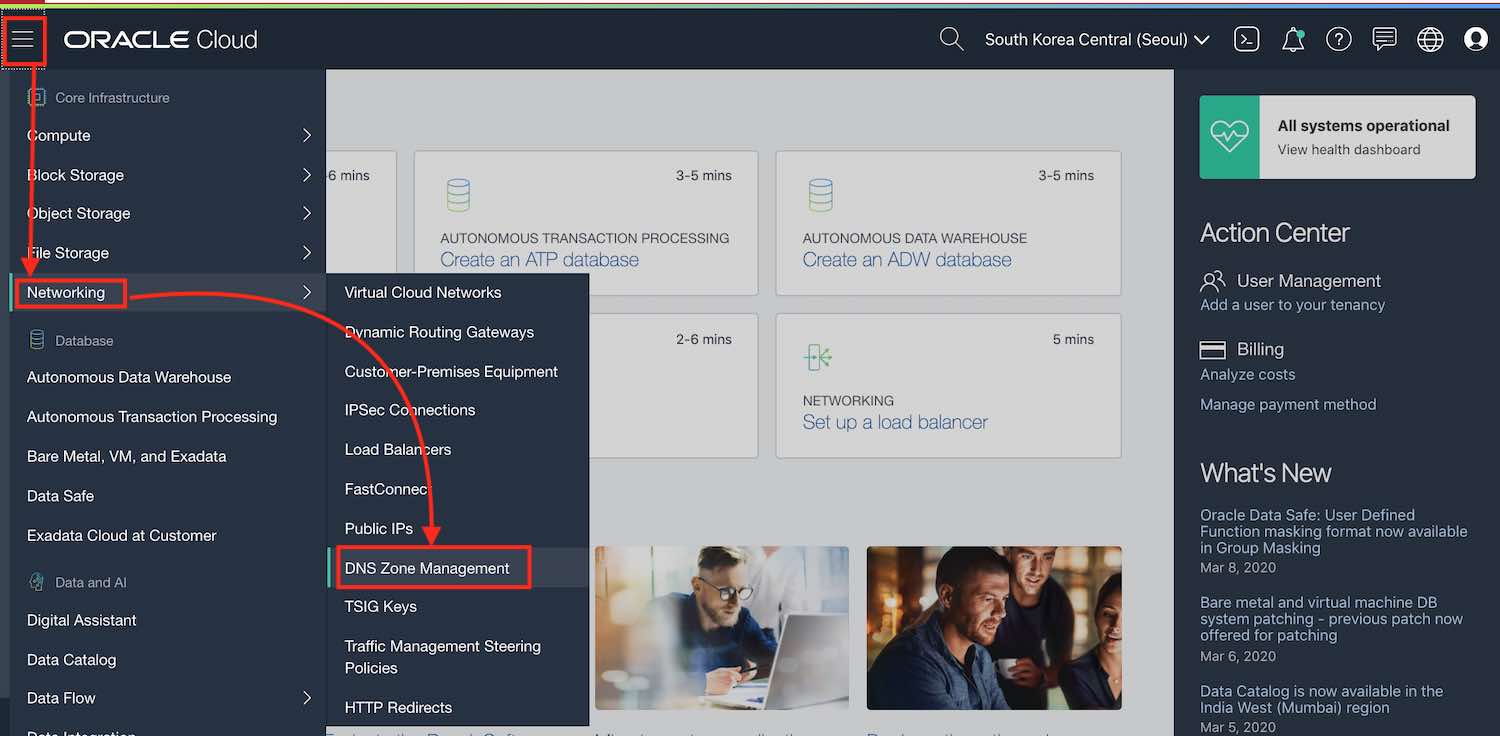 ORACLE Cloud
South Korea Central (Seoul)
Core Infrastructure
Compute
Block Storage
Object Storage
File Storage
Networking
Database
Autonomous Data Warehouse
Autonomous Transaction Processing
Bare Metal, VM, and Exadata
Data Safe
Exadata Cloud at Customer
Data and AI
Digital Assistant
Data Catalog
Data Flow
Data Integration
Virtual Cloud Networks
Dynamic Routing Gateways
Customer-Premises Equipment
IPSec Connections
Load Balancers
FastConnect
Public IPs
DNS Zone Management
TSIG Keys
Traffic Management Steering
Policies
HTTP Redirects
6 mins
3-5 mins
AUTONOMOUS TRANSACTION PROCESSING
Create an ATP database
3-5 mins
AUTONOMOUS DATA WAREHOUSE
Create an ADW database
2-6 mins
5 mins
NETWORKING
Set up a load balancer
All systems operational
View health dashboard
Action Center
User Management
Add a user to your tenancy
Billing
Analyze costs
Manage payment method
What's New
Oracle Data Safe: User Defined
Function masking format now available
in Group Masking
Mar 8, 2020
Bare metal and virtual machine DB
system patching - previous patch now
offered for patching
Mar 6, 2020
Data Catalog is now available in the
India West (Mumbai) region
Mar 5, 2020